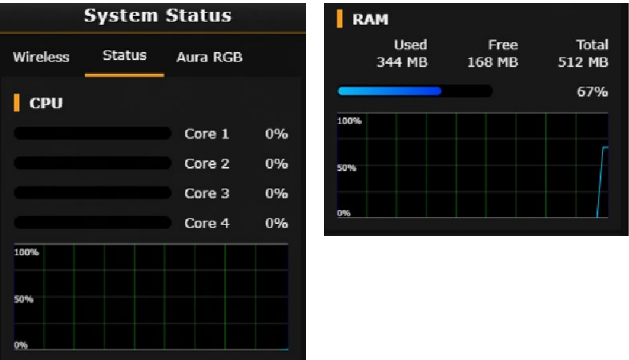 System Status
Wireless Status Aura RGB
CPU
Core 1 0%
Core 2 0%
Core 3 0%
Core 4 0%
100%
50%
0%
RAM
Used Free Total
344 MB 168 MB 512 MB
67%
100%
50%
0%